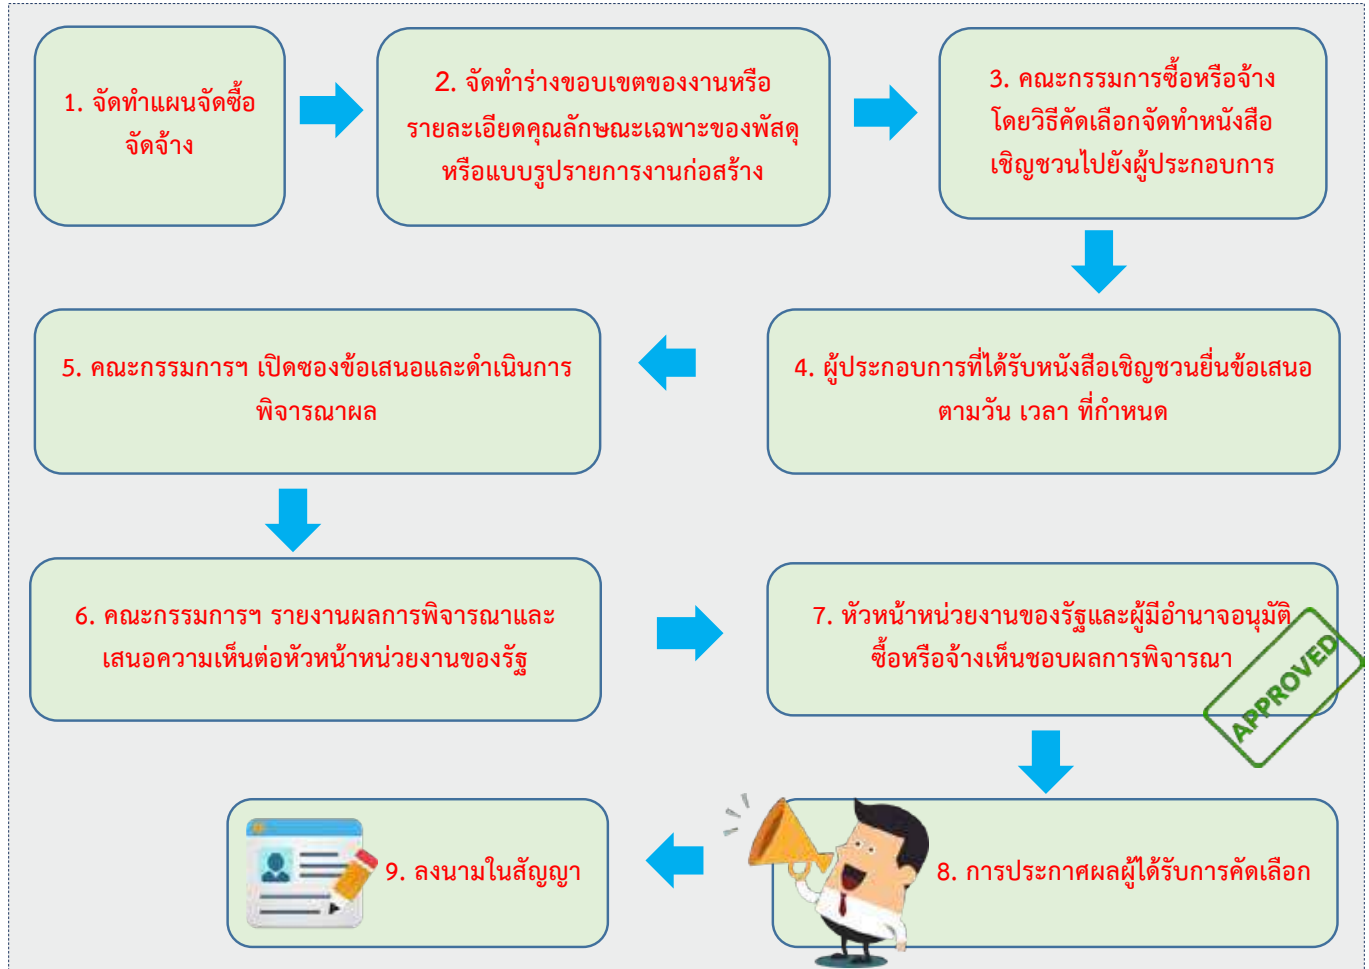 1. จัดทำแผนจัดซื้อ
จัดจ้าง
2. จัดทำร่างขอบเขตของงานหรือ
รายละเอียดคุณลักษณะเฉพาะของพัสดุ
หรือแบบรูปรายการงานก่อสร้าง
3. คณะกรรมการซื้อหรือจ้าง
โดยวิธีคัดเลือกจัดทำหนังสือ
เชิญชวนไปยังผู้ประกอบการ
4. ผู้ประกอบการที่ได้รับหนังสือเชิญชวนยื่นข้อเสนอ
ตามวัน เวลา ที่กำหนด
5. คณะกรรมการฯ เปิดซองข้อเสนอและดำเนินการ
พิจารณาผล
6. คณะกรรมการฯ รายงานผลการพิจารณาและ
เสนอความเห็นต่อหัวหน้าหน่วยงานของรัฐ
7. หัวหน้าหน่วยงานของรัฐและผู้มีอำนาจอนุมัติ
ซื้อหรือจ้างเห็นชอบผลการพิจารณา
APPROVED
8. การประกาศผลผู้ได้รับการคัดเลือก
9. ลงนามในสัญญา